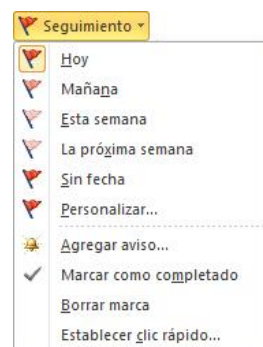 Seguimiento
Hoy
Mañana
Esta semana
La próxima semana
Sin fecha
Personalizar...
Agregar aviso...
Marcar como completado
Borrar marca
Establecer clic rápido...